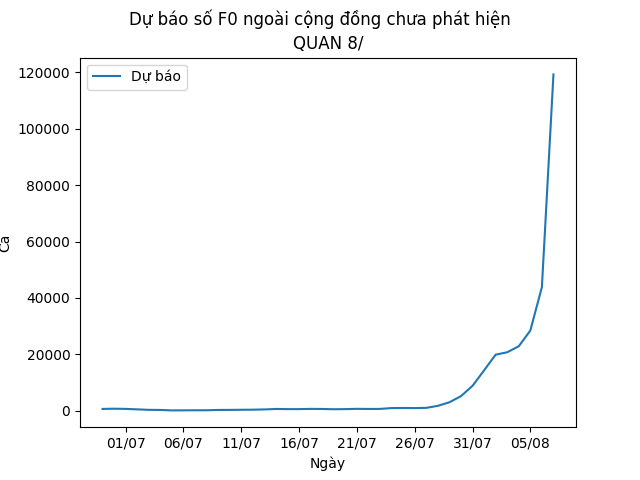 Dự báo số F0 ngoài cộng đồng chưa phát hiện
QUAN 8/
Dự báo
120000
100000
80000
60000
40000
20000
0
Ca
01/07 06/07 11/07 16/07 21/07 26/07 31/07 05/08
Ngày